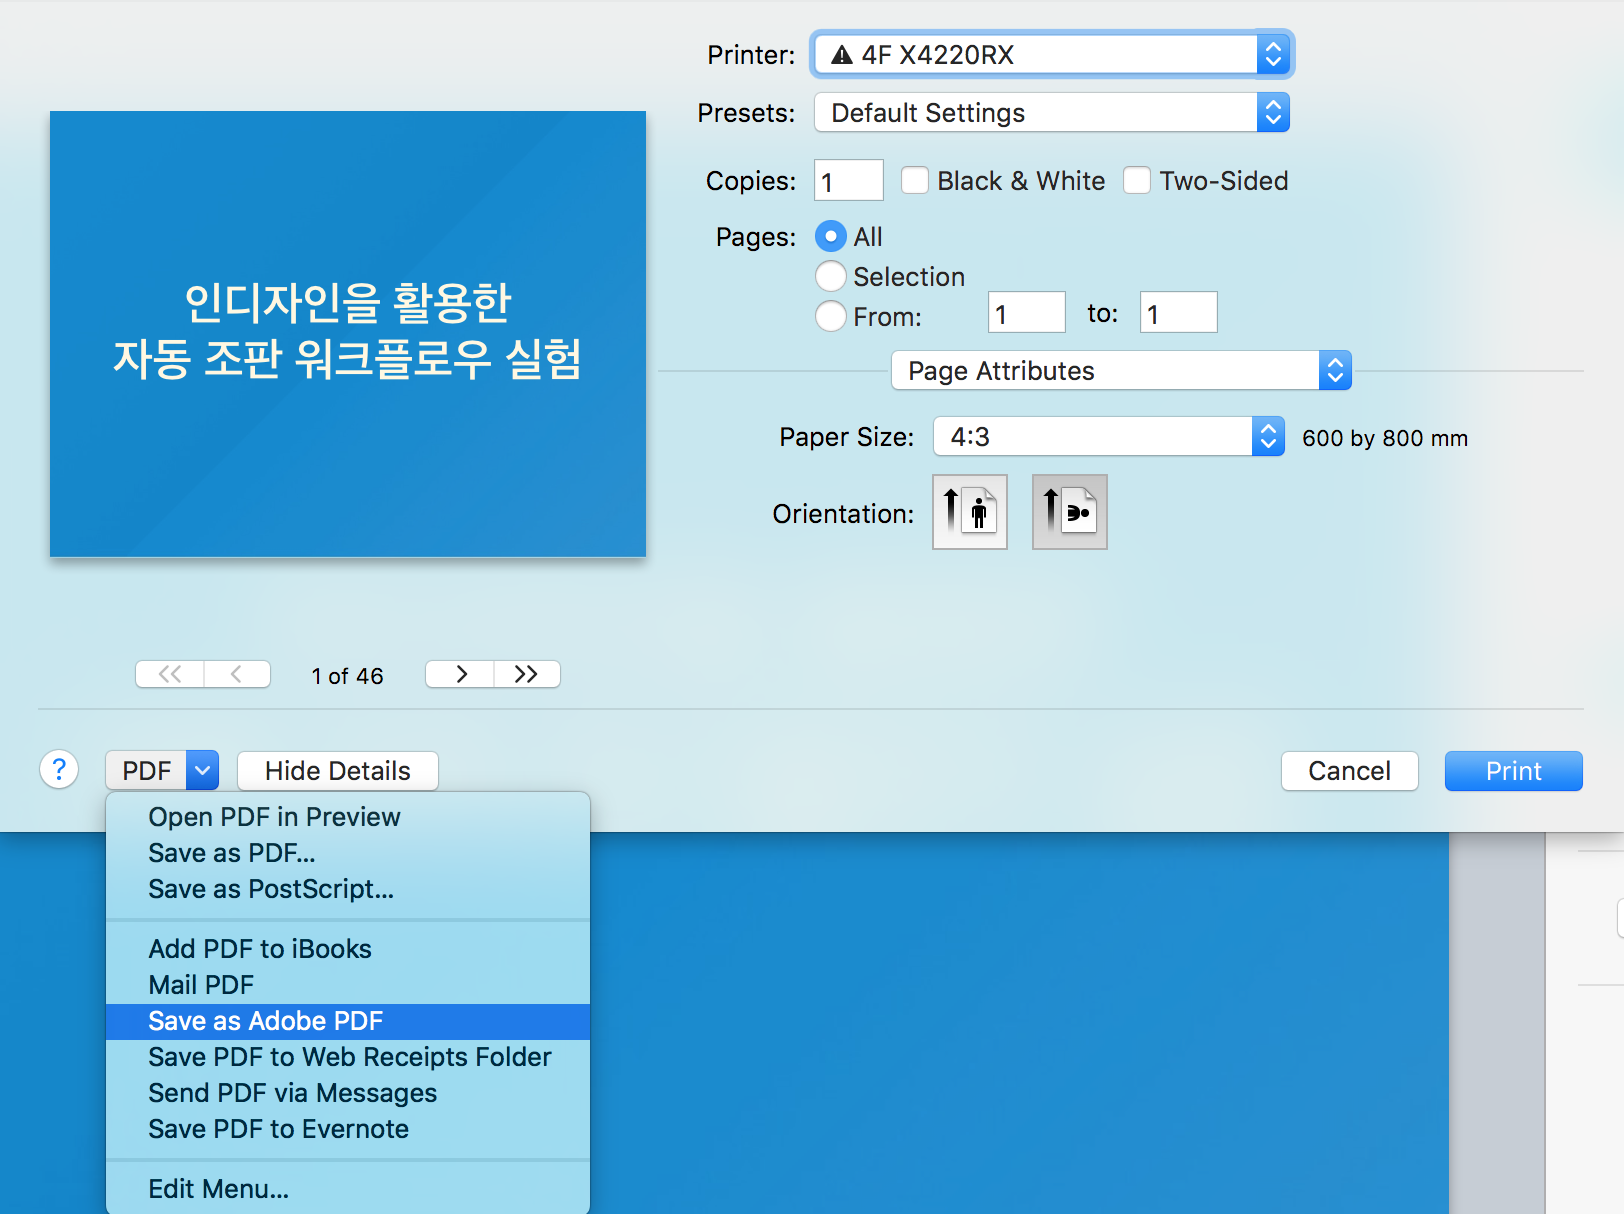 Printer: 4F X4220RX
Presets: Default Settings
Copies: 1 Black & White Two-Sided
Pages: All
Selection
From: 1 to: 1
인디자인을 활용한
자동 조판 워크플로우 실험
Page Attributes
Paper Size: 4:3 600 by 800 mm
Orientation:
1 of 46
? PDF Hide Details Cancel Print
Open PDF in Preview
Save as PDF...
Save as PostScript...
Add PDF to iBooks
Mail PDF
Save as Adobe PDF
Save PDF to Web Receipts Folder
Send PDF via Messages
Save PDF to Evernote
Edit Menu...